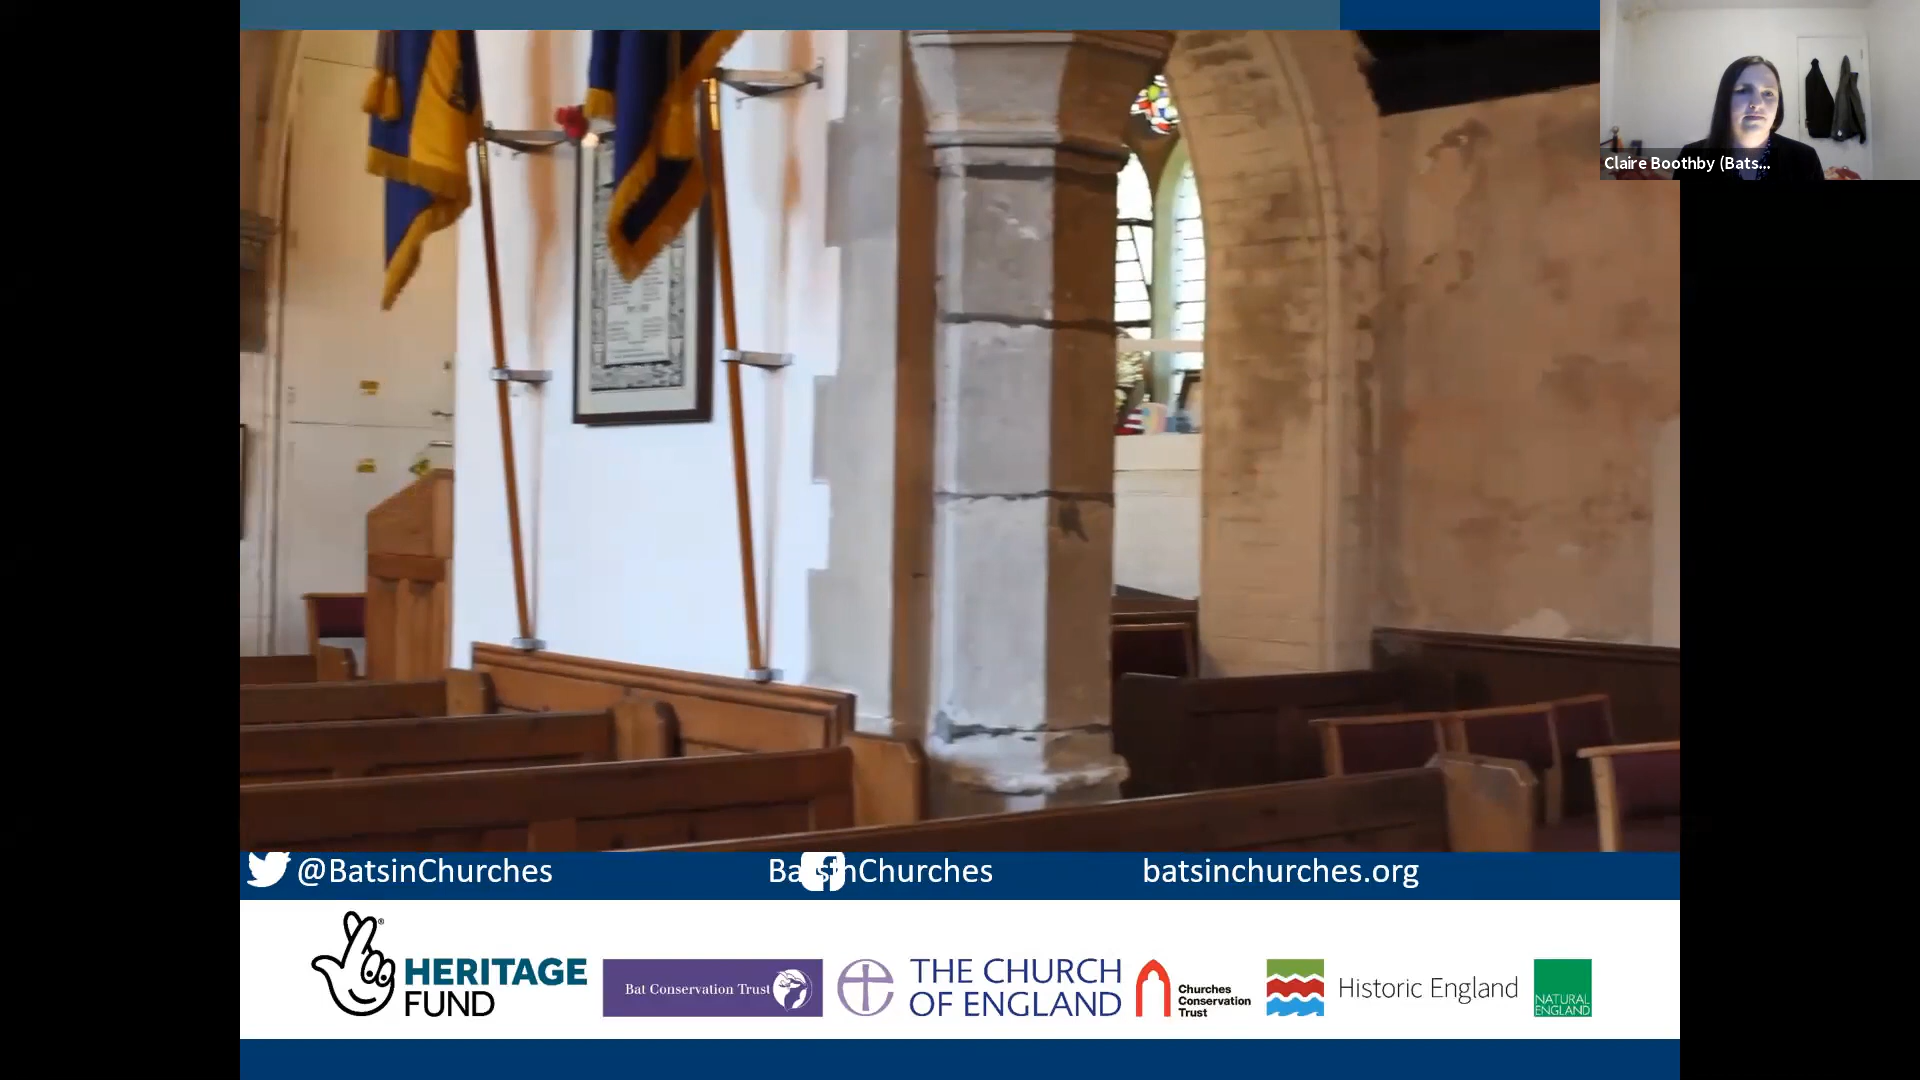 Claire Boothby (Bats...
@BatsinChurches
BatsinChurches
batsinchurches.org
HERITAGE
FUND
Bat Conservation Trust
THE CHURCH
OF ENGLAND
Churches
Conservation
Trust
Historic England
NATURAL
ENGLAND